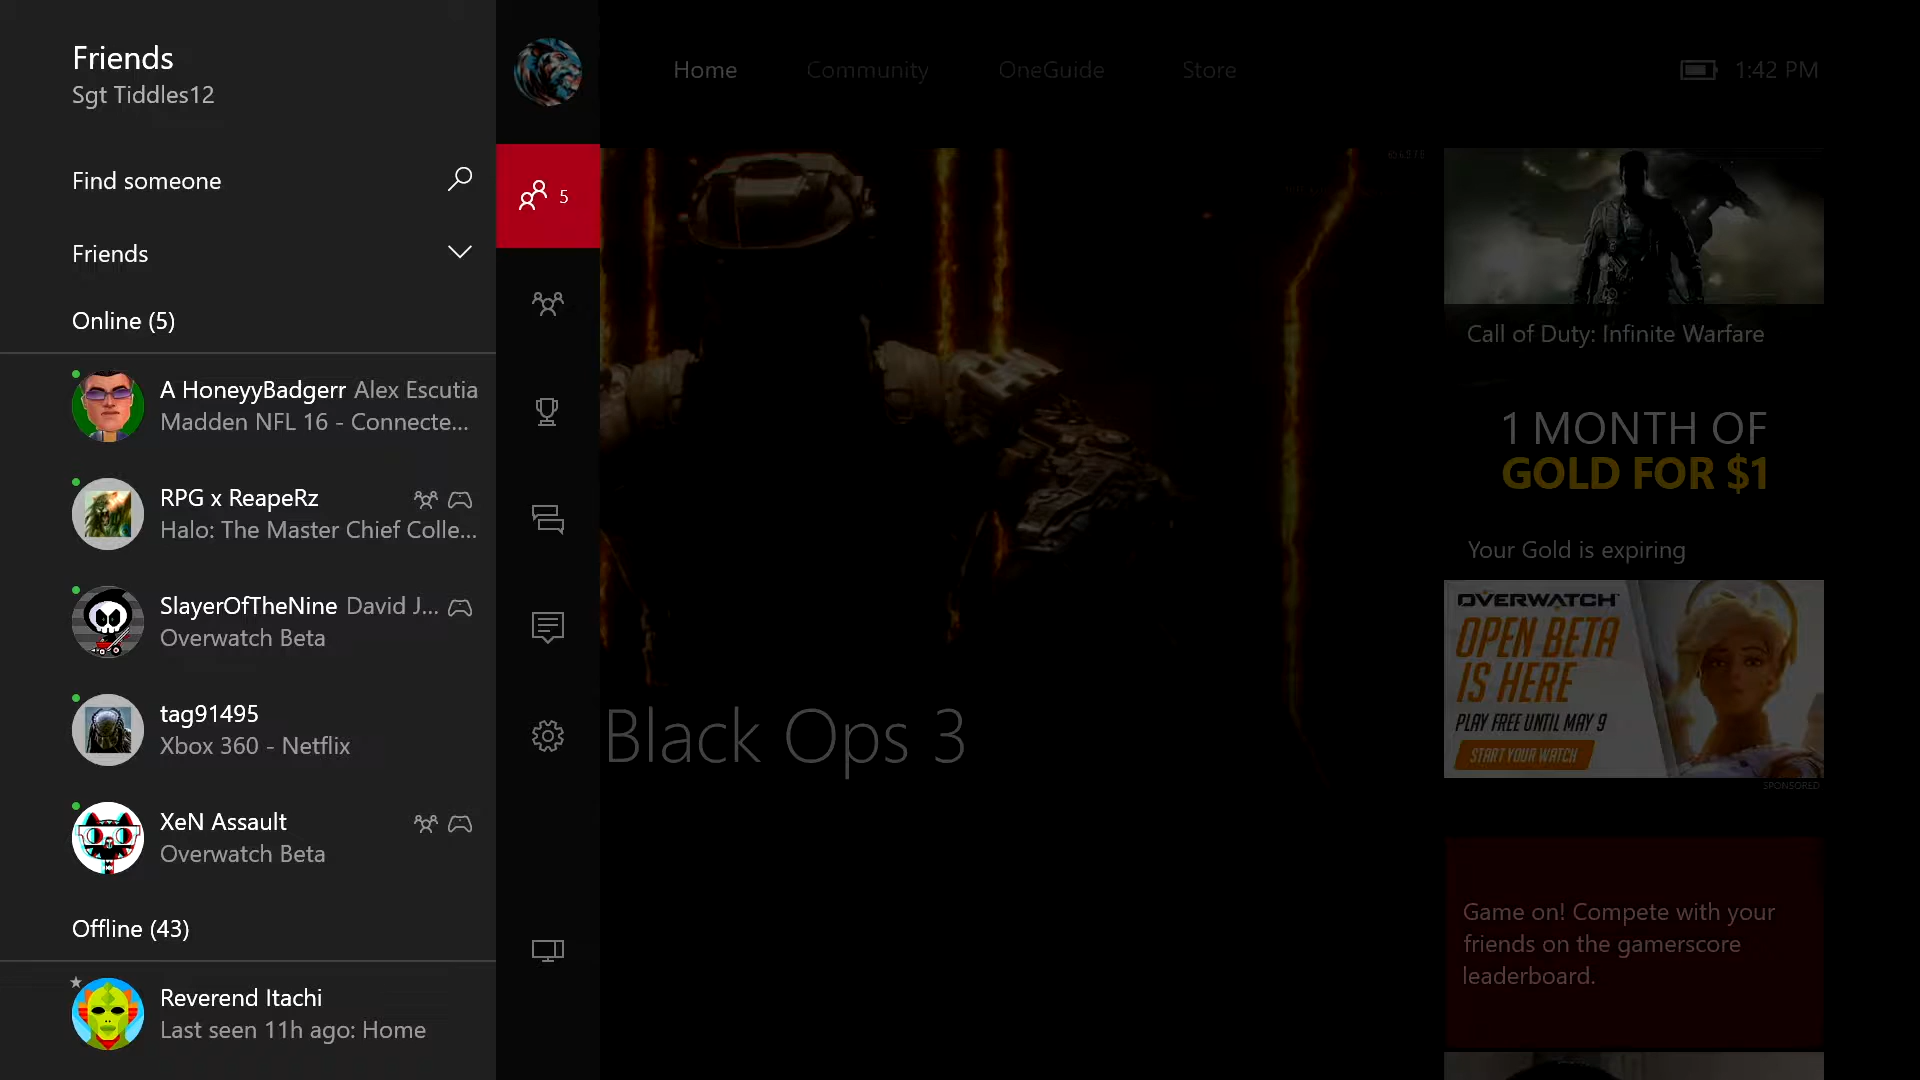 Friends
Sgt Tiddles12
Find someone
Friends
Online (5)
A HoneyyBadgerr Alex Escutia
Madden NFL 16 - Connecte...
RPG x ReapeRz
Halo: The Master Chief Colle...
SlayerOfTheNine David J...
Overwatch Beta
tag91495
Xbox 360 - Netflix
XeN Assault
Overwatch Beta
Offline (43)
Reverend Itachi
Last seen 11h ago: Home
5
Home
Community
OneGuide
Store
1:42 PM
Black Ops 3
Call of Duty: Infinite Warfare
1 MONTH OF
GOLD FOR $1
Your Gold is expiring
OVERWATCH
OPEN BETA
IS HERE
PLAY FREE UNTIL MAY 9
START YOUR WATCH
SPONSORED
Game on! Compete with your
friends on the gamerscore
leaderboard.